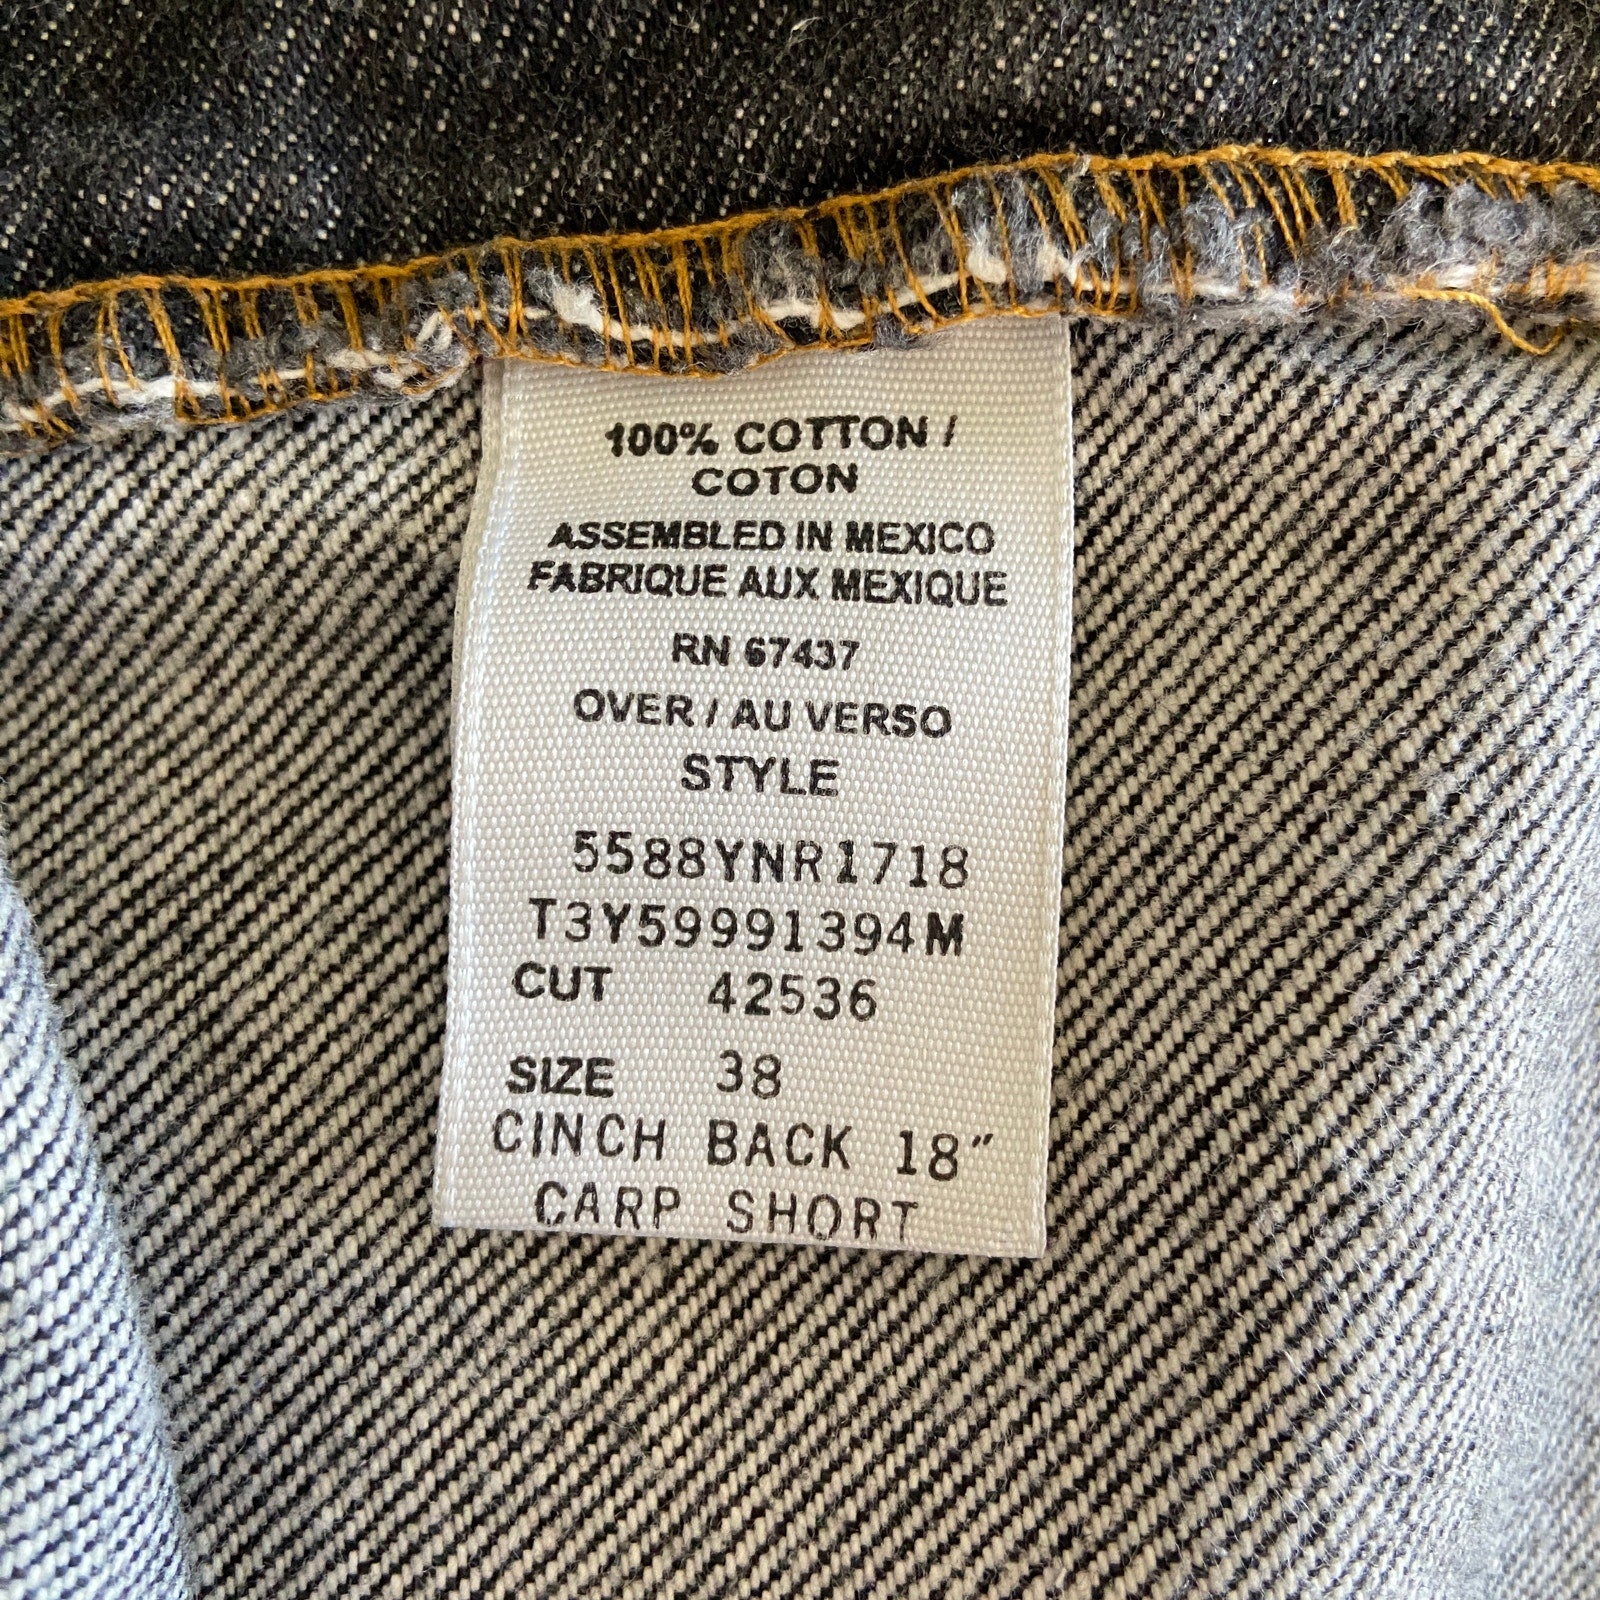 100% COTTON /
COTON
ASSEMBLED IN MEXICO
FABRIQUE AUX MEXIQUE
RN 67437
OVER / AU VERSO
STYLE
5588YNR1718
T3Y59991394M
CUT 42536
SIZE 38
CINCH BACK 18"
CARP SHORT